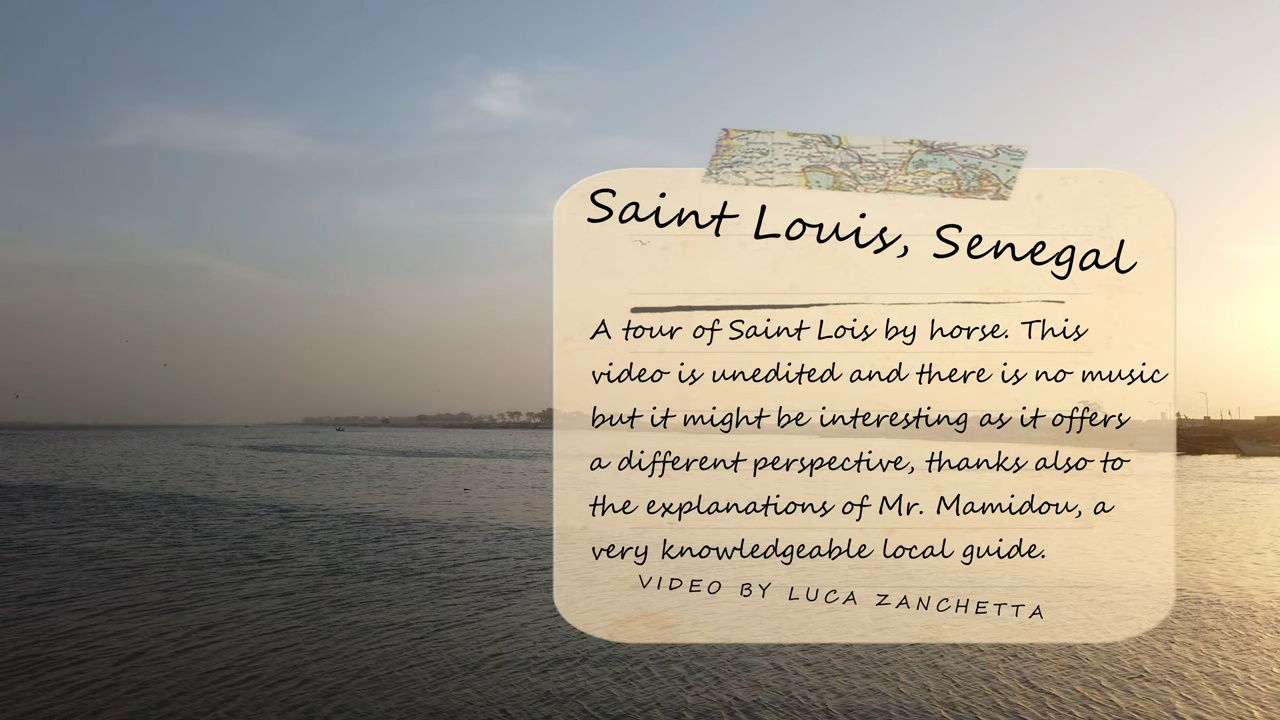 Saint Louis, Senegal
A tour of Saint Lois by horse. This
video is unedited and there is no music
but it might be interesting as it offers
a different perspective, thanks also to
the explanations of Mr. Mamidou, a
very knowledgeable local guide.
VIDEO BY LUCA ZANCHETTA